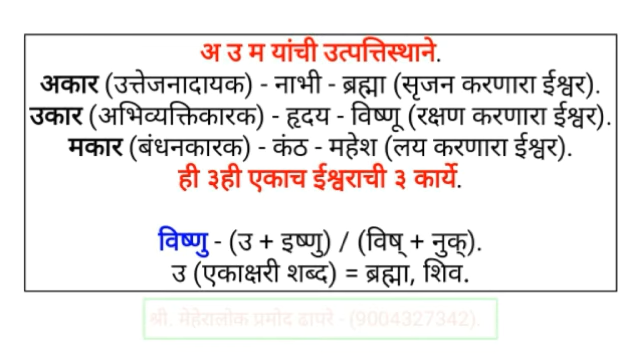 अ उ म यांची उत्पत्तिस्थाने.
अकार (उत्तेजनादायक) - नाभी - ब्रह्मा (सृजन करणारा ईश्वर).
उकार (अभिव्यक्तिकारक) - हृदय - विष्णू (रक्षण करणारा ईश्वर).
मकार (बंधनकारक) - कंठ - महेश (लय करणारा ईश्वर).
ही ३ही एकाच ईश्वराची ३ कार्ये.
विष्णु - (उ + इष्णु) / (विष् + नुक्).
उ (एकाक्षरी शब्द) = ब्रह्मा, शिव.
श्री. मेहेरालोक प्रमोद ढापरे - (9004327342).